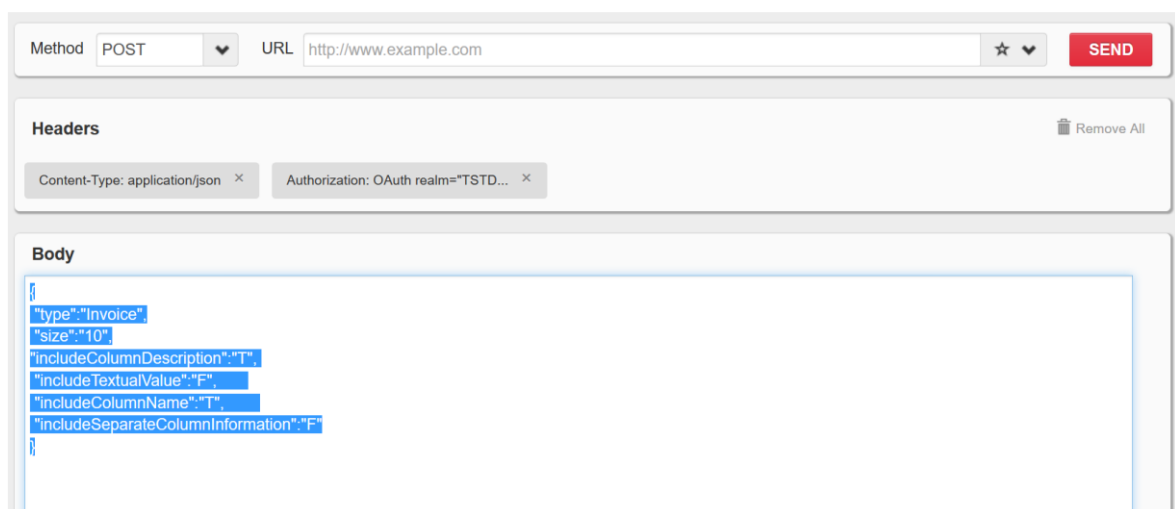 Method POST URL http://www.example.com SEND
Headers Remove All
Content-Type: application/json × Authorization: OAuth realm="TSTD... ×
Body
{
"type":"Invoice",
"size":"10",
"includeColumnDescription":"T",
"includeTextualValue":"F",
"includeColumnName":"T",
"includeSeparateColumnInformation":"F"
}